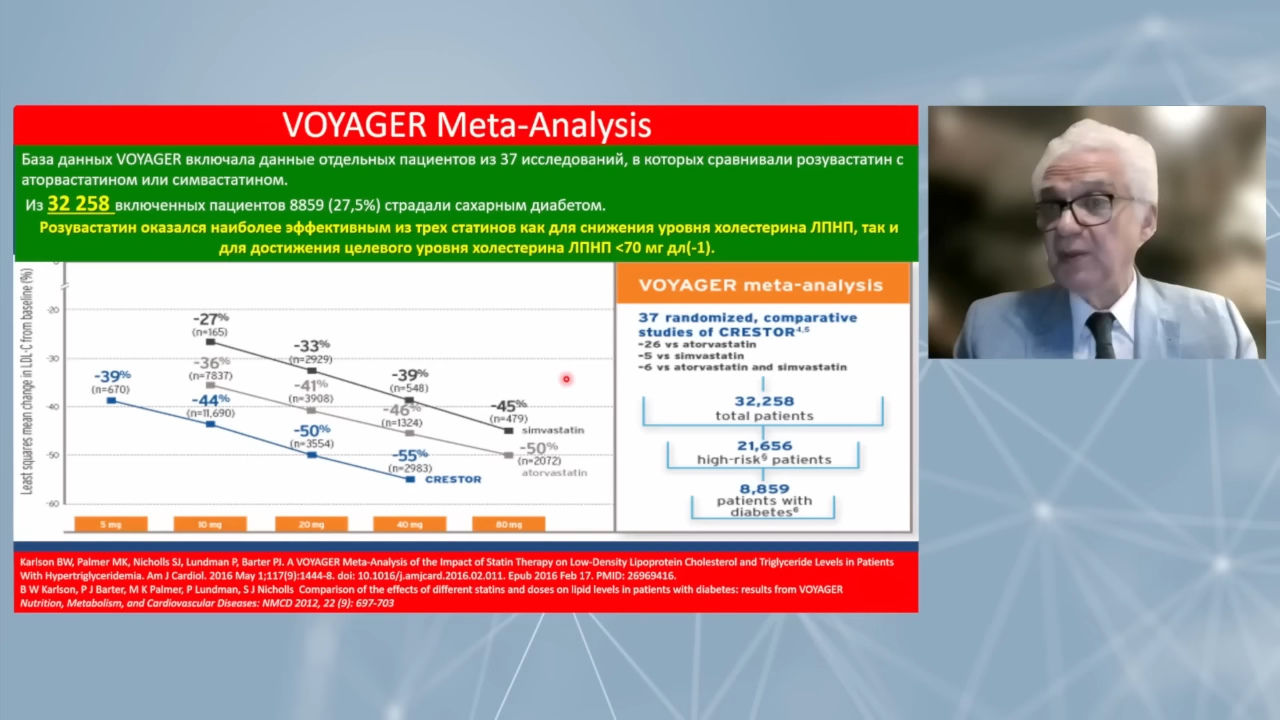 VOYAGER Meta-Analysis
База данных VOYAGER включала данные отдельных пациентов из 37 исследований, в которых сравнивали розувастатин с
аторвастатином или симвастатином.
Из 32 258 включенных пациентов 8859 (27,5%) страдали сахарным диабетом.
Розувастатин оказался наиболее эффективным из трех статинов как для снижения уровня холестерина ЛПНП, так и
для достижения целевого уровня холестерина ЛПНП <70 мг дл(-1).
Least squares mean change in LDL-C from baseline (%)
0
-20
-30
-40
-50
-60
-39%
(n=670)
-27%
(n=165)
-36%
(n=7837)
-44%
(n=11,690)
-33%
(n=2929)
-41%
(n=3908)
-50%
(n=3554)
-39%
(n=548)
-46%
(n=1324)
-55%
(n=2983)
CRESTOR
-45%
(n=479)
simvastatin
-50%
(n=2072)
atorvastatin
5 mg
10 mg
20 mg
40 mg
80 mg
VOYAGER meta-analysis
37 randomized, comparative
studies of CRESTOR4,5
-26 vs atorvastatin
-5 vs simvastatin
-6 vs atorvastatin and simvastatin
32,258
total patients
21,656
high-risk§ patients
8,859
patients with
diabetes6
Karlson BW, Palmer MK, Nicholls SJ, Lundman P, Barter PJ. A VOYAGER Meta-Analysis of the Impact of Statin Therapy on Low-Density Lipoprotein Cholesterol and Triglyceride Levels in Patients
With Hypertriglyceridemia. Am J Cardiol. 2016 May 1;117(9):1444-8. doi: 10.1016/j.amjcard.2016.02.011. Epub 2016 Feb 17. PMID: 26969416.
B W Karlson, P J Barter, M K Palmer, P Lundman, S J Nicholls Comparison of the effects of different statins and doses on lipid levels in patients with diabetes: results from VOYAGER
Nutrition, Metabolism, and Cardiovascular Diseases: NMCD 2012, 22 (9): 697-703